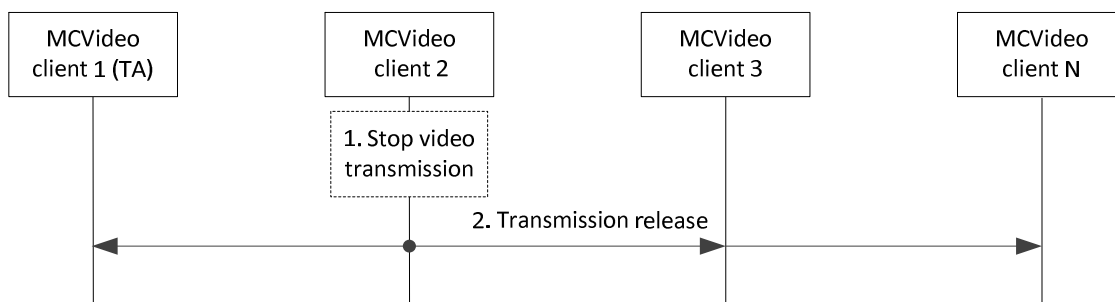 MCVideo
client 1 (TA)
MCVideo
client 2
MCVideo
client 3
MCVideo
client N
1. Stop video
transmission
2. Transmission release